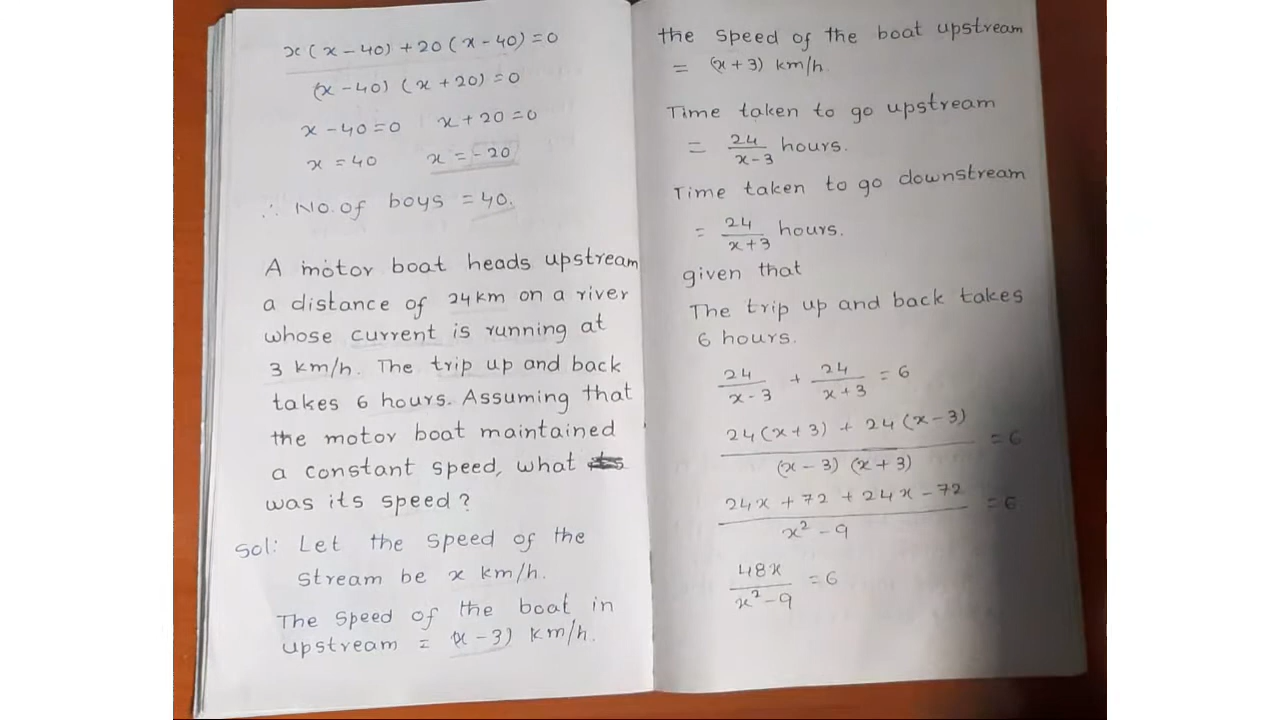 x(x-40)+20(x-40)=0
(x-40) (x+20)=0
x-40=0 x+20=0
x=40 x=-20
∴ No. of boys = 40.
A motor boat heads upstream
a distance of 24km on a river
whose current is running at
3 km/h. The trip up and back
takes 6 hours. Assuming that
the motor boat maintained
a constant speed, what
was its speed?
Sol: Let the speed of the
stream be x km/h.
The speed of the boat in
upstream = (x-3) km/h.
the speed of the boat upstream
= (x+3) km/h.
Time taken to go upstream
= 24/(x-3) hours.
Time taken to go downstream
= 24/(x+3) hours.
given that
The trip up and back takes
6 hours.
24/(x-3) + 24/(x+3) = 6
24(x+3) + 24(x-3) / (x-3)(x+3) = 6
24x+72+24x-72 / x²-9 = 6
48x / x²-9 = 6